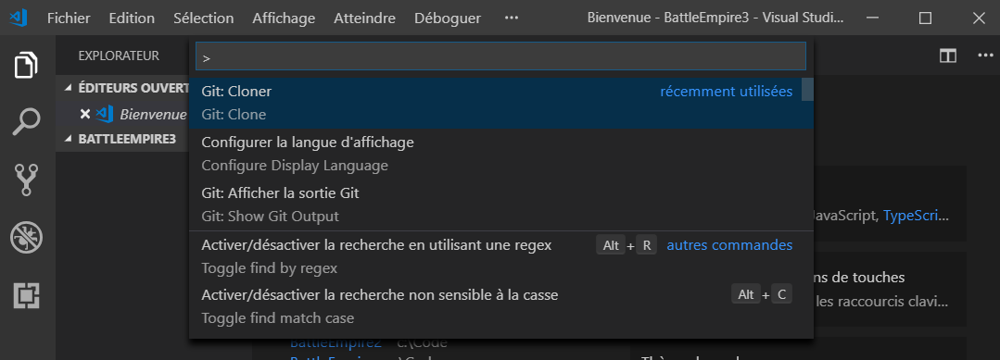 Fichier Edition Sélection Affichage Atteindre Déboguer ··· Bienvenue - BattleEmpire3 - Visual Studi...
EXPLORATEUR
>
ÉDITEURS OUVERT
Git: Cloner récemment utilisées
Git: Clone
Bienvenue
BATTLEEMPIRE3
Configurer la langue d'affichage
Configure Display Language
Git: Afficher la sortie Git
Git: Show Git Output
JavaScript, TypeScri...
Activer/désactiver la recherche en utilisant une regex Alt + R autres commandes
Toggle find by regex
ns de touches
Activer/désactiver la recherche non sensible à la casse Alt + C
les raccourcis clavi...
Toggle find match case
BattleEmpire2 c:\Code